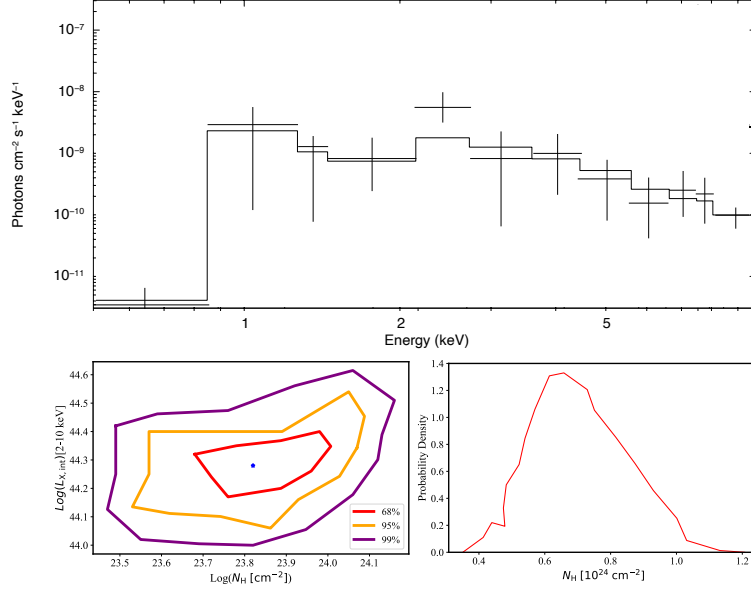 Photons cm⁻² s⁻¹ keV⁻¹
10⁻⁷
10⁻⁸
10⁻⁹
10⁻¹⁰
10⁻¹¹
1 2 5
Energy (keV)
Log(L_X,int)[2-10 keV]
44.6
44.5
44.4
44.3
44.2
44.1
44.0
68%
95%
99%
23.5 23.6 23.7 23.8 23.9 24.0 24.1
Log(N_H [cm⁻²])
Probability Density
1.4
1.2
1.0
0.8
0.6
0.4
0.2
0.0
0.4 0.6 0.8 1.0 1.2
N_H [10²⁴ cm⁻²]